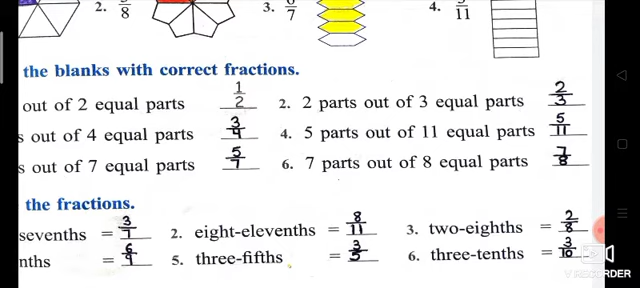 2. 8 3. 6/7 4. 11
the blanks with correct fractions.
out of 2 equal parts 1/2 2. 2 parts out of 3 equal parts 2/3
s out of 4 equal parts 3/4 4. 5 parts out of 11 equal parts 5/11
s out of 7 equal parts 5/7 6. 7 parts out of 8 equal parts 7/8
the fractions.
sevenths = 3/7 2. eight-elevenths = 8/11 3. two-eighths = 2/8
nths = 6/9 5. three-fifths = 3/5 6. three-tenths = 3/10
V RECORDER